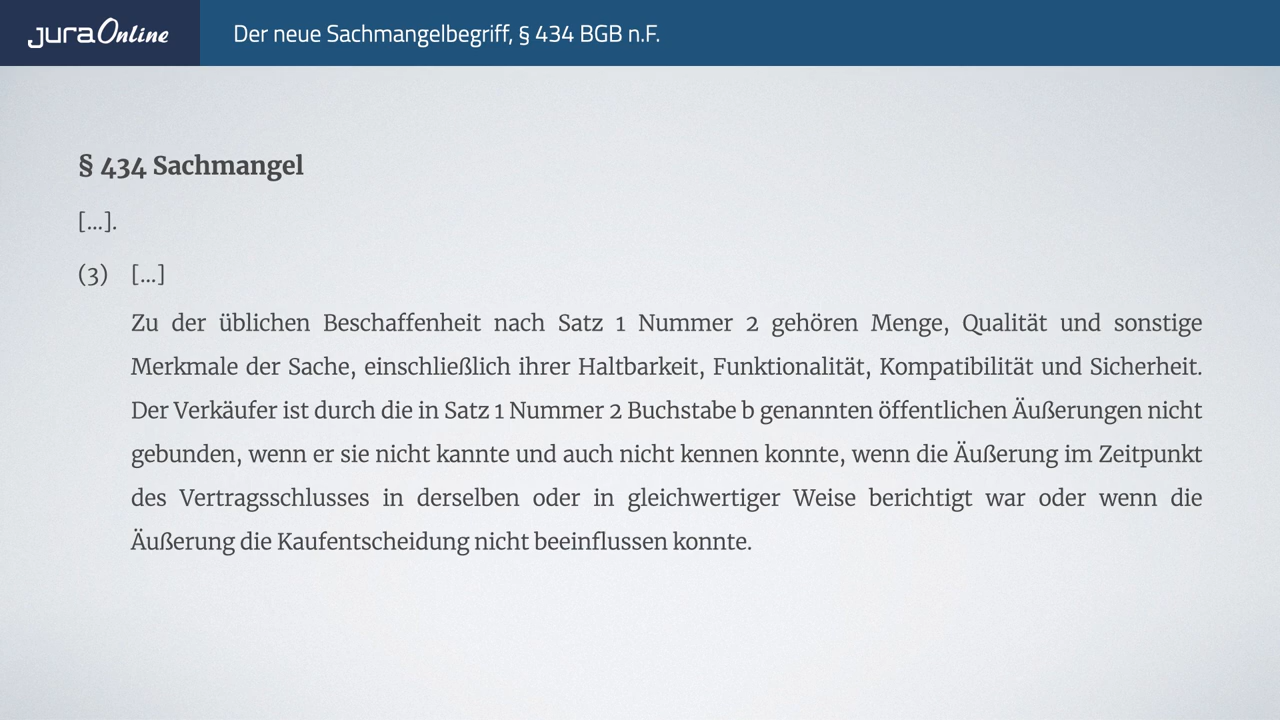 juraOnline
Der neue Sachmangelbegriff, § 434 BGB n.F.
§ 434 Sachmangel
[...].
(3) [...]
Zu der üblichen Beschaffenheit nach Satz 1 Nummer 2 gehören Menge, Qualität und sonstige
Merkmale der Sache, einschließlich ihrer Haltbarkeit, Funktionalität, Kompatibilität und Sicherheit.
Der Verkäufer ist durch die in Satz 1 Nummer 2 Buchstabe b genannten öffentlichen Äußerungen nicht
gebunden, wenn er sie nicht kannte und auch nicht kennen konnte, wenn die Äußerung im Zeitpunkt
des Vertragsschlusses in derselben oder in gleichwertiger Weise berichtigt war oder wenn die
Äußerung die Kaufentscheidung nicht beeinflussen konnte.